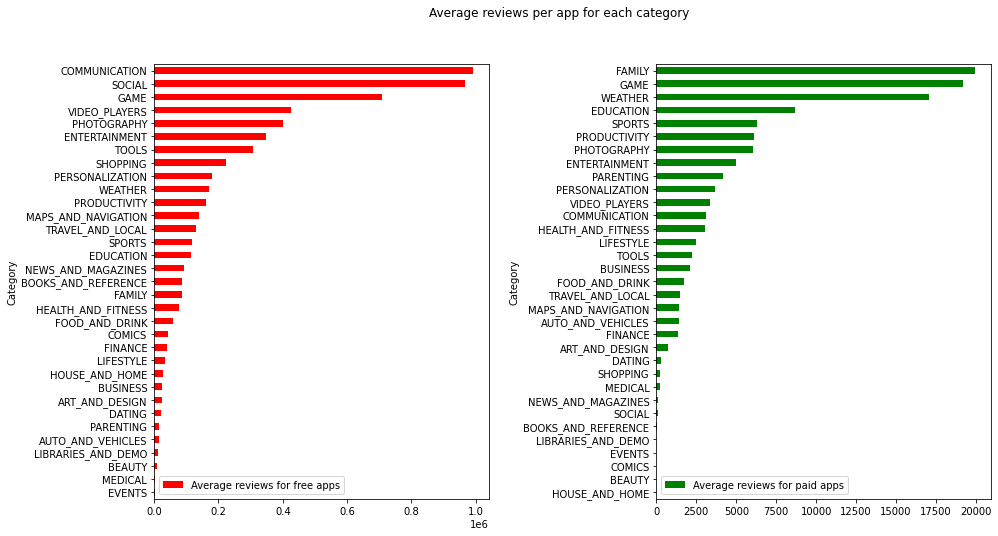 Average reviews per app for each category
Category
COMMUNICATION
SOCIAL
GAME
VIDEO_PLAYERS
PHOTOGRAPHY
ENTERTAINMENT
TOOLS
SHOPPING
PERSONALIZATION
WEATHER
PRODUCTIVITY
MAPS_AND_NAVIGATION
TRAVEL_AND_LOCAL
SPORTS
EDUCATION
NEWS_AND_MAGAZINES
BOOKS_AND_REFERENCE
FAMILY
HEALTH_AND_FITNESS
FOOD_AND_DRINK
COMICS
FINANCE
LIFESTYLE
HOUSE_AND_HOME
BUSINESS
ART_AND_DESIGN
DATING
PARENTING
AUTO_AND_VEHICLES
LIBRARIES_AND_DEMO
BEAUTY
MEDICAL
EVENTS
Average reviews for free apps
0.0 0.2 0.4 0.6 0.8 1.0
1e6
Category
FAMILY
GAME
WEATHER
EDUCATION
SPORTS
PRODUCTIVITY
PHOTOGRAPHY
ENTERTAINMENT
PARENTING
PERSONALIZATION
VIDEO_PLAYERS
COMMUNICATION
HEALTH_AND_FITNESS
LIFESTYLE
TOOLS
BUSINESS
FOOD_AND_DRINK
TRAVEL_AND_LOCAL
MAPS_AND_NAVIGATION
AUTO_AND_VEHICLES
FINANCE
ART_AND_DESIGN
DATING
SHOPPING
MEDICAL
NEWS_AND_MAGAZINES
SOCIAL
BOOKS_AND_REFERENCE
LIBRARIES_AND_DEMO
EVENTS
COMICS
BEAUTY
HOUSE_AND_HOME
Average reviews for paid apps
0 2500 5000 7500 10000 12500 15000 17500 20000